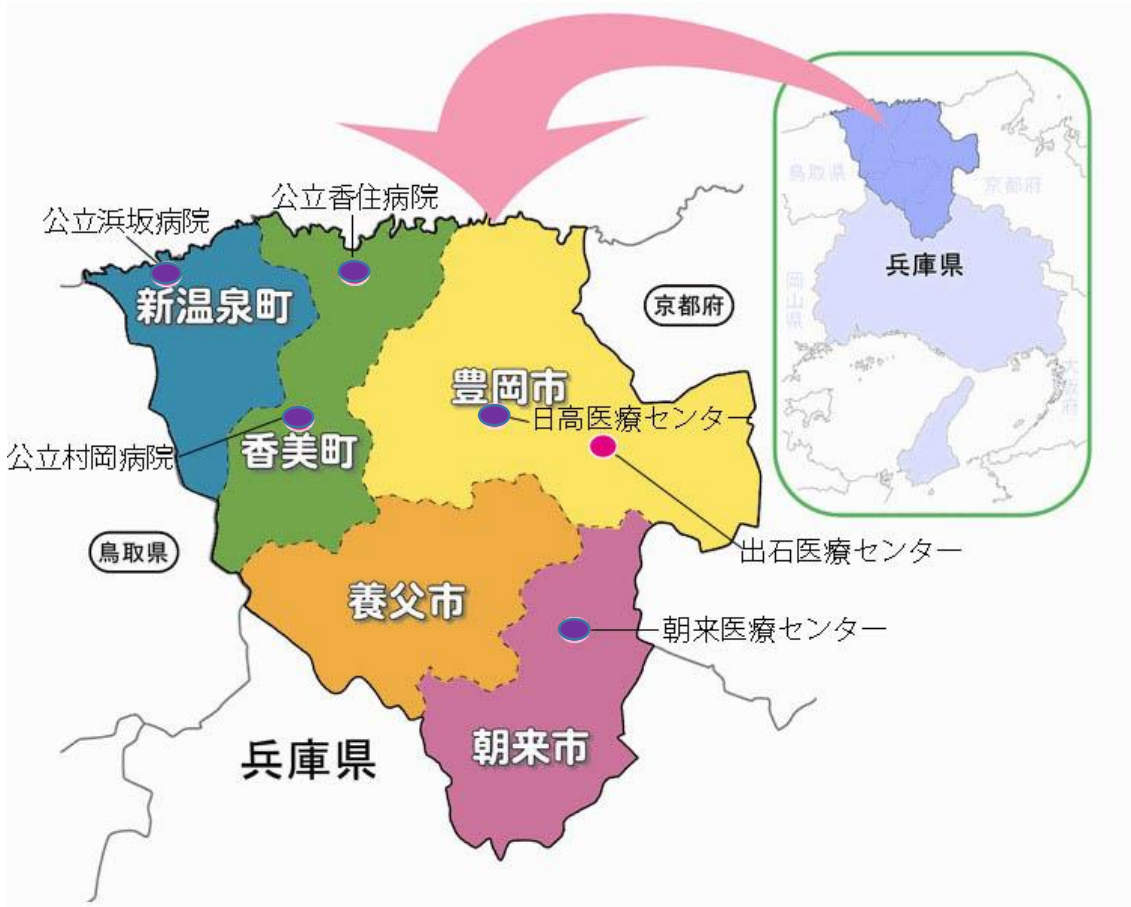 公立香住病院
公立浜坂病院
新温泉町
京都府
豊岡市
日高医療センター
公立村岡病院
香美町
鳥取県
出石医療センター
養父市
朝来医療センター
朝来市
兵庫県
鳥取県
京都府
兵庫県
岡山県
大阪府